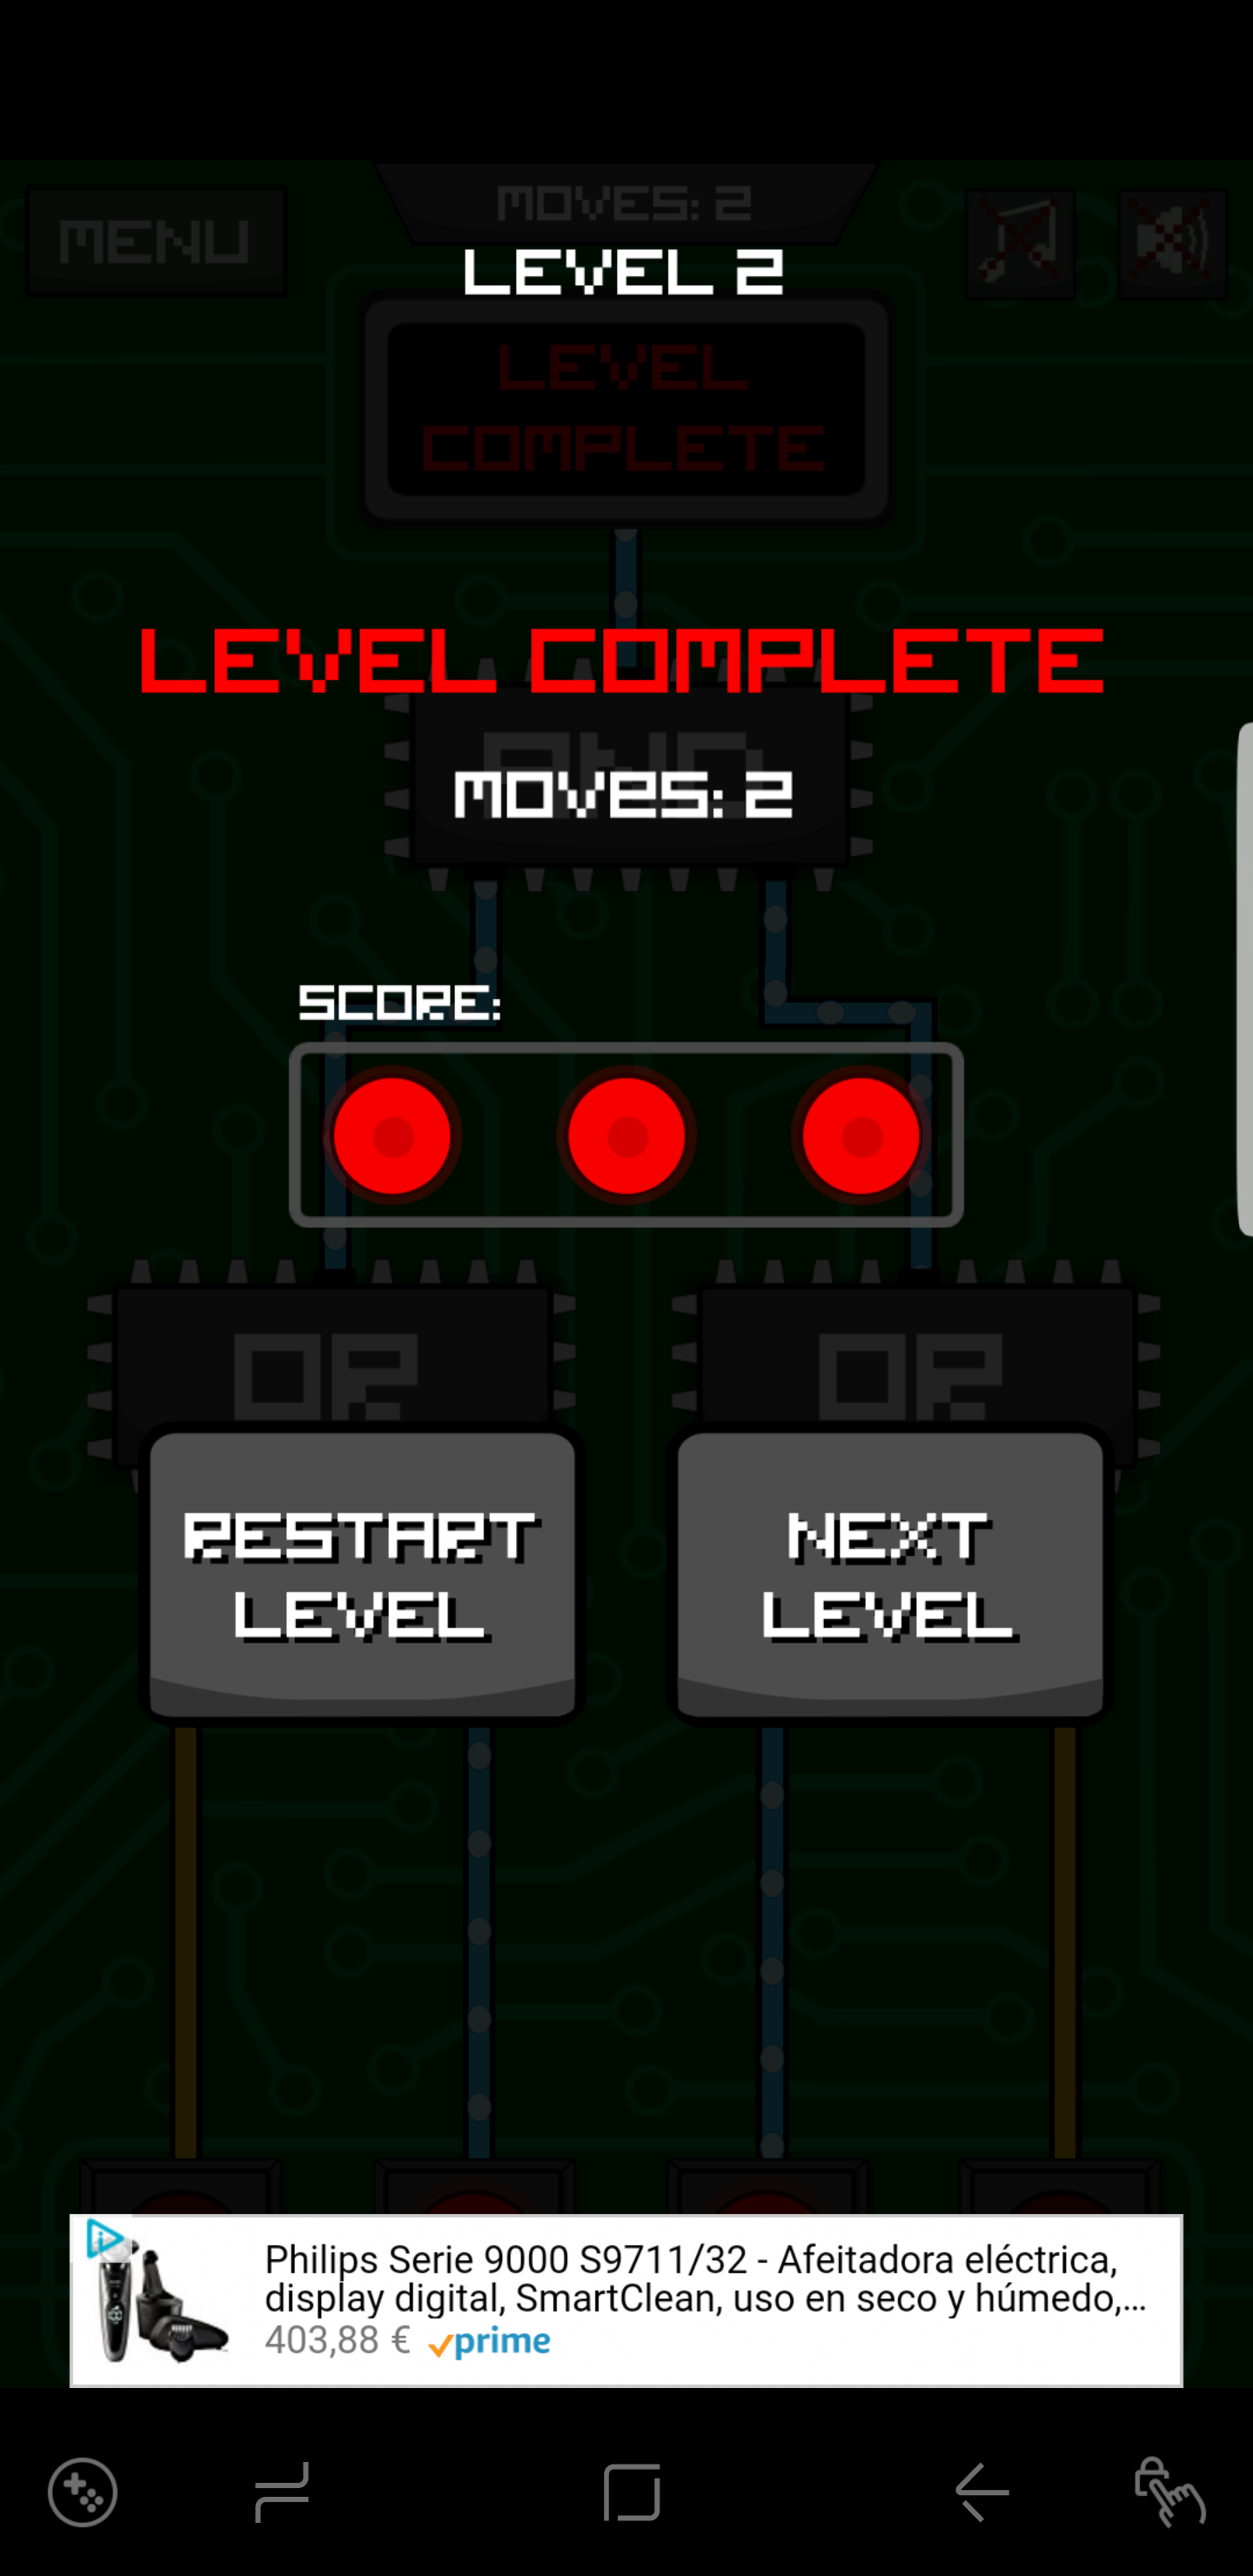 MOVES: 2
MENU
LEVEL 2
LEVEL
COMPLETE
LEVEL COMPLETE
AND
MOVES: 2
SCORE:
OR
OR
RESTART
LEVEL
NEXT
LEVEL
Philips Serie 9000 S9711/32 - Afeitadora eléctrica,
display digital, SmartClean, uso en seco y húmedo,...
403,88 € prime